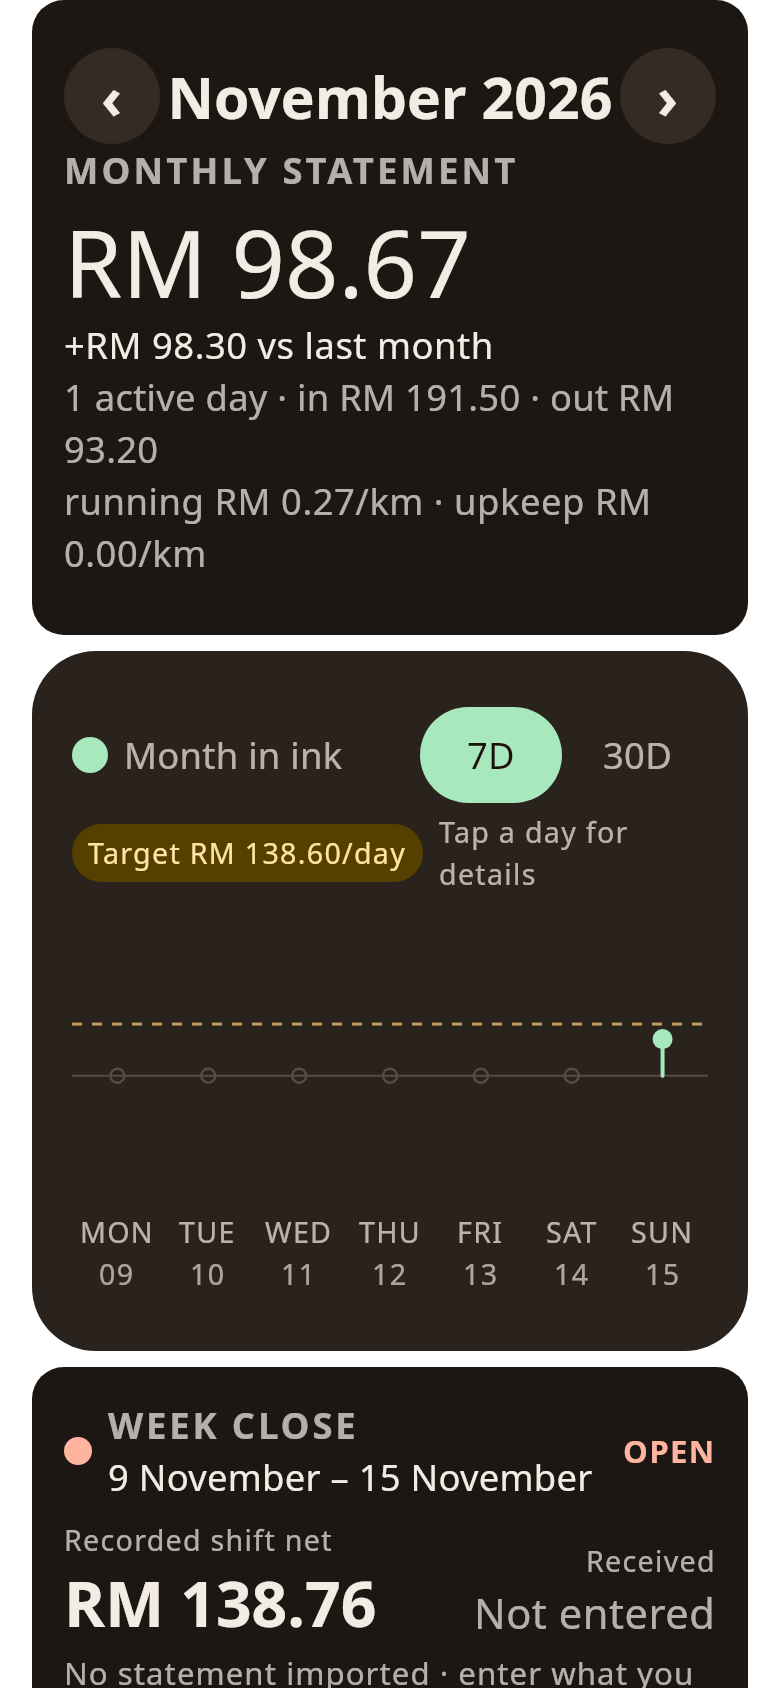 ‹ November 2026 ›
MONTHLY STATEMENT
RM 98.67
+RM 98.30 vs last month
1 active day · in RM 191.50 · out RM
93.20
running RM 0.27/km · upkeep RM
0.00/km
Month in ink 7D 30D
Target RM 138.60/day
Tap a day for
details
MON TUE WED THU FRI SAT SUN
09 10 11 12 13 14 15
WEEK CLOSE
9 November – 15 November
OPEN
Recorded shift net
RM 138.76
Received
Not entered
No statement imported · enter what you